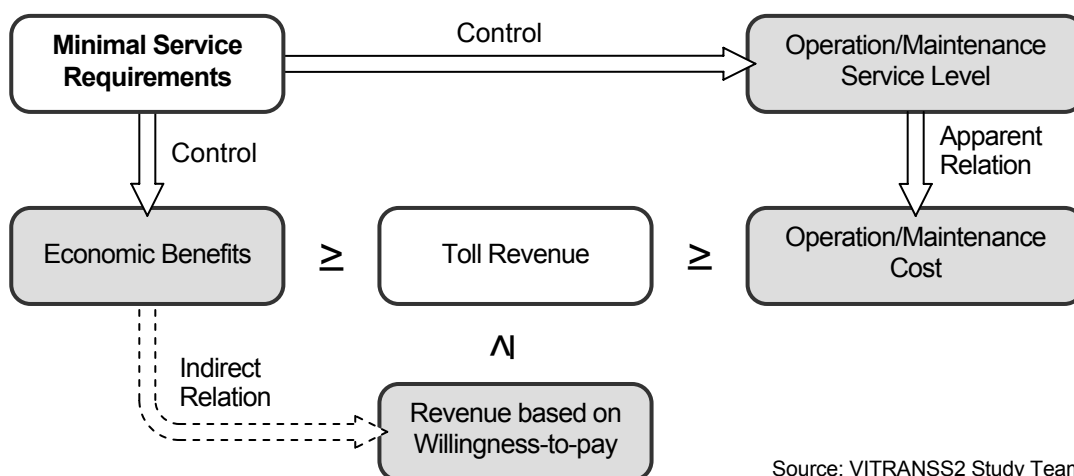 Minimal Service
Requirements
Control
Operation/Maintenance
Service Level
Control
Apparent
Relation
Economic Benefits
≥
Toll Revenue
≥
Operation/Maintenance
Cost
≥
Indirect
Relation
Revenue based on
Willingness-to-pay
Source: VITRANSS2 Study Team